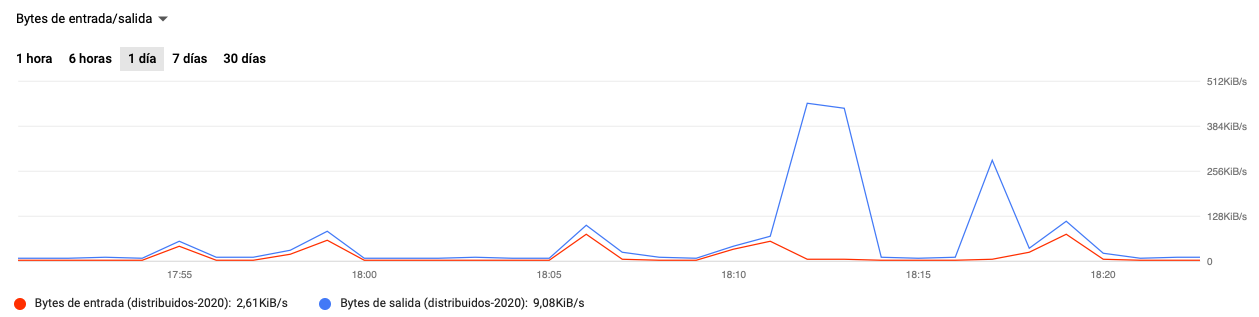 Bytes de entrada/salida
1 hora 6 horas 1 día 7 días 30 días
512KiB/s
384KiB/s
256KiB/s
128KiB/s
0
17:55 18:00 18:05 18:10 18:15 18:20
Bytes de entrada (distribuidos-2020): 2,61KiB/s Bytes de salida (distribuidos-2020): 9,08KiB/s